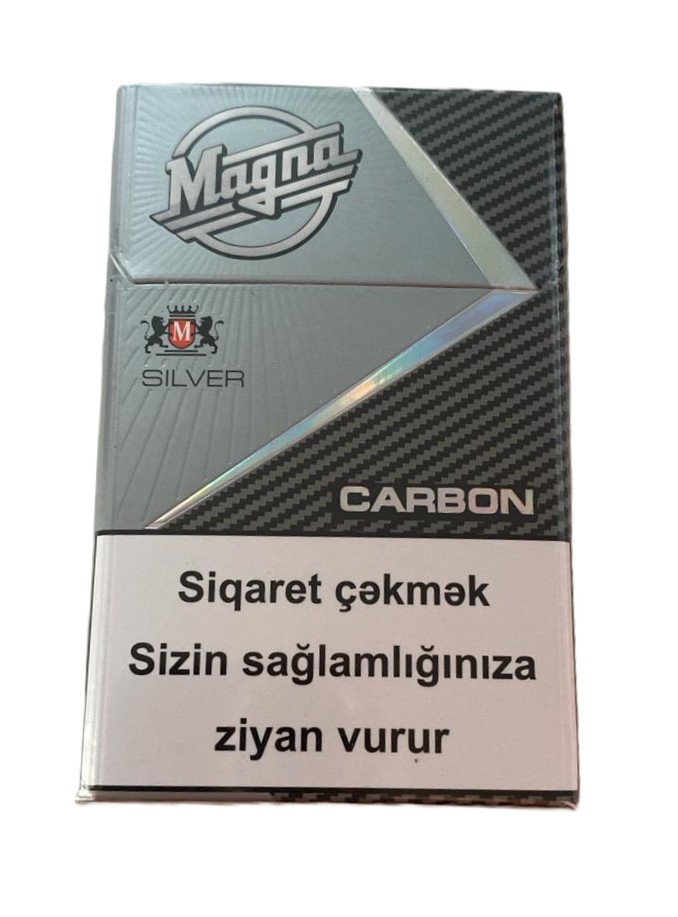 Magna
M
SILVER
CARBON
Siqaret çəkmək
Sizin sağlamlığınıza
ziyan vurur